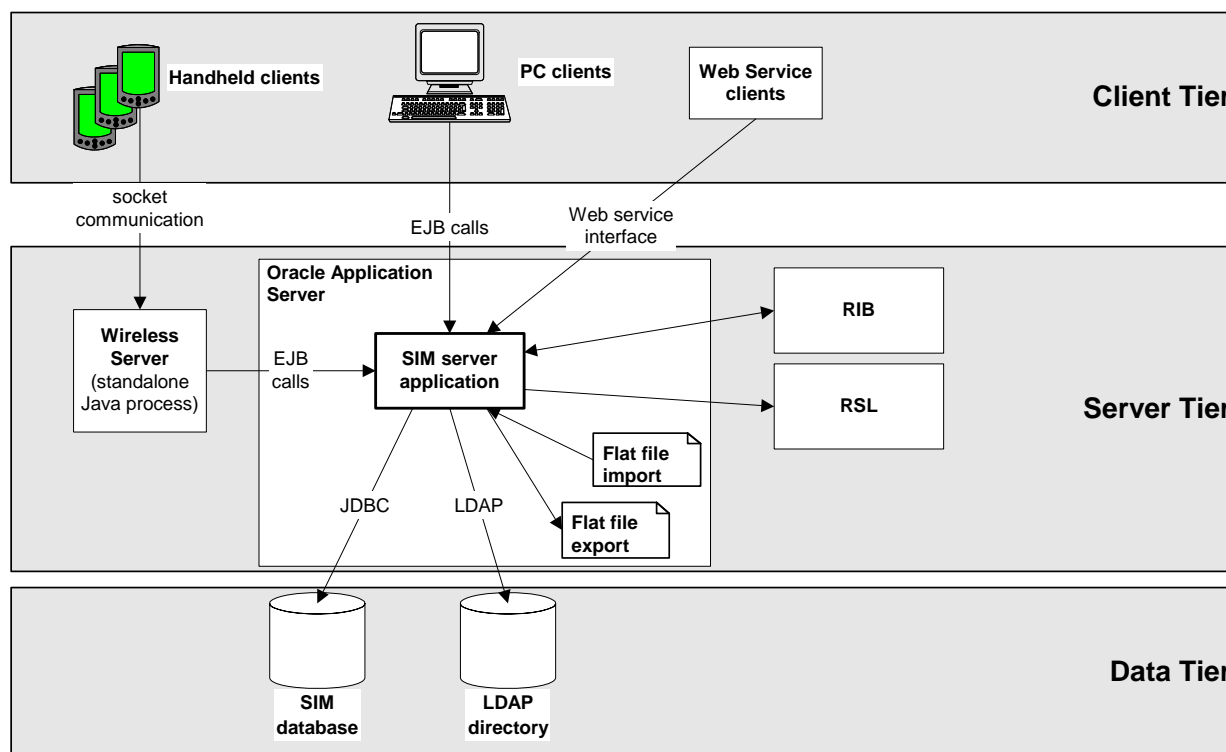 Handheld clients
PC clients
Web Service
clients
Client Tier
socket
communication
EJB calls
Web service
interface
Oracle Application
Server
Wireless
Server
(standalone
Java process)
EJB
calls
SIM server
application
RIB
RSL
Server Tier
Flat file
import
Flat file
export
JDBC
LDAP
SIM
database
LDAP
directory
Data Tier